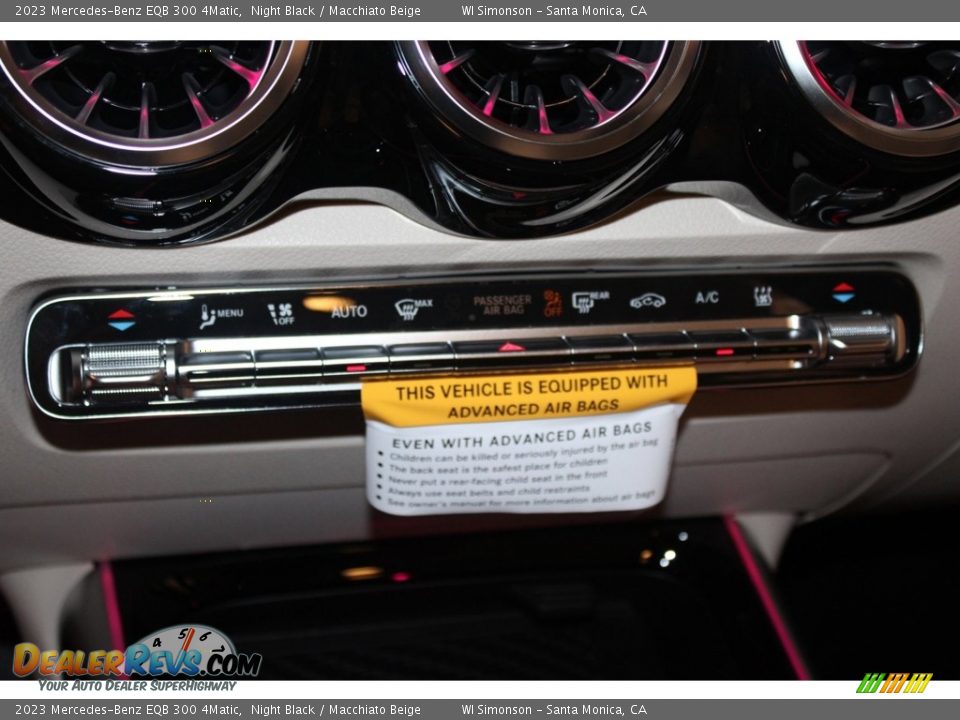 2023 Mercedes-Benz EQB 300 4Matic,  Night Black / Macchiato Beige    WI Simonson - Santa Monica, CA
MENU OFF AUTO MAX PASSENGER AIR BAG OFF REAR A/C
THIS VEHICLE IS EQUIPPED WITH
ADVANCED AIR BAGS
EVEN WITH ADVANCED AIR BAGS
• Children can be killed or seriously injured by the air bag
• The back seat is the safest place for children
• Never put a rear-facing child seat in the front
• Always use seat belts and child restraints
• See owner's manual for more information about air bags
4 5 6
DEALERREVS.COM
YOUR AUTO DEALER SUPERHIGHWAY
2023 Mercedes-Benz EQB 300 4Matic,  Night Black / Macchiato Beige    WI Simonson - Santa Monica, CA